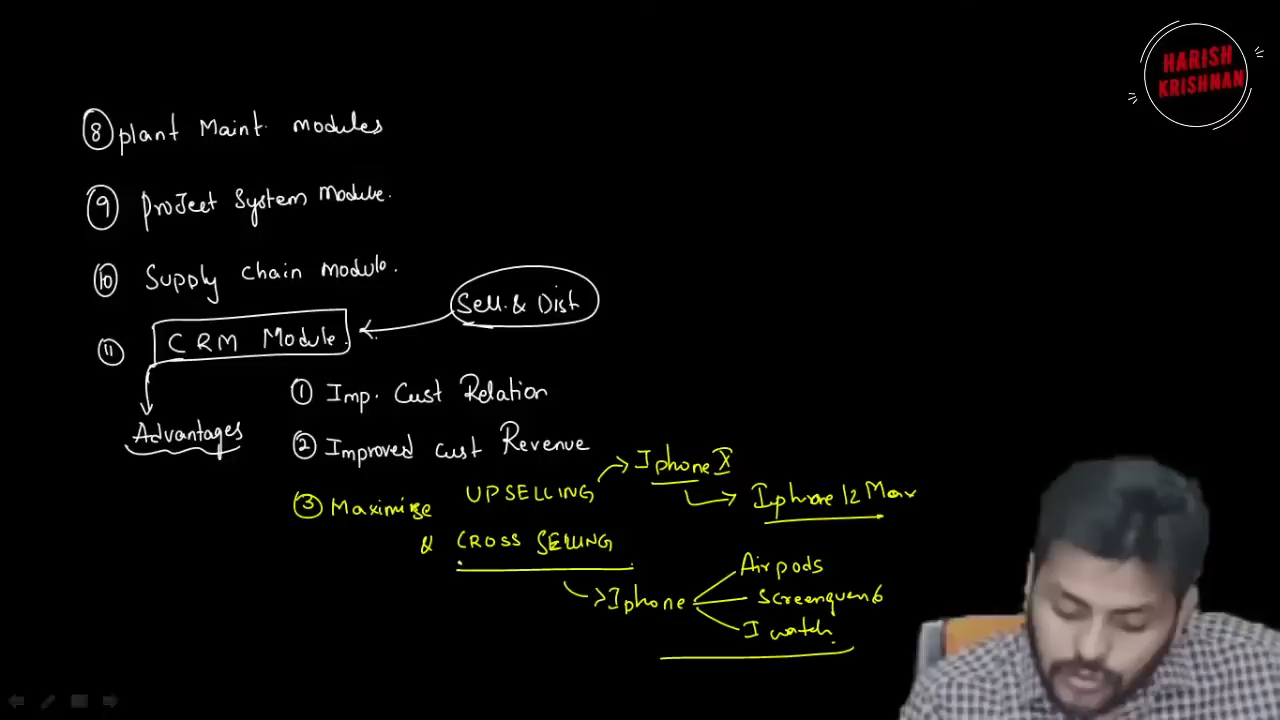 HARISH
KRISHNAN
8 plant Maint. modules
9 ProJect System Module.
10 Supply Chain Module.
Sell. & Dist
11 CRM Module.
Advantages
1 Imp. Cust Relation
2 Improved Cust Revenue
3 Maximise UPSELLING
Iphone X
Iphone 12 Max
& CROSS SELLING
Iphone
Airpods
I watch.